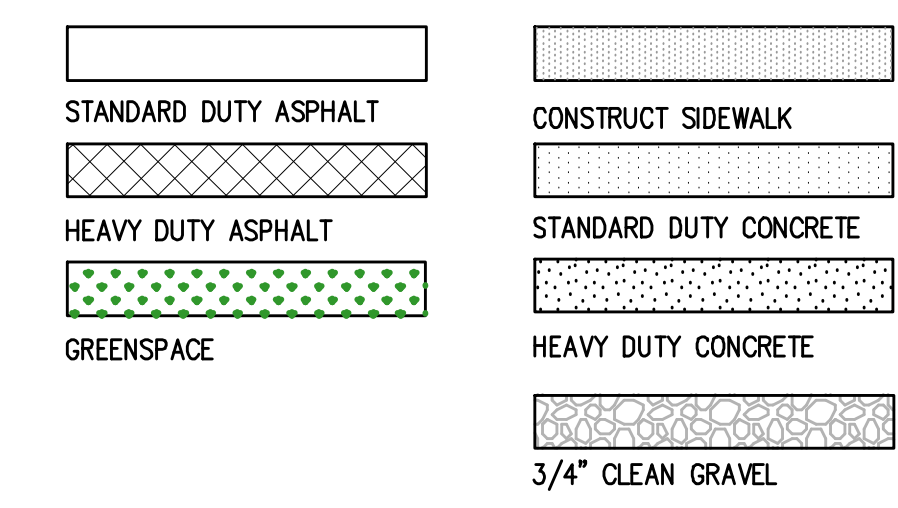 STANDARD DUTY ASPHALT
HEAVY DUTY ASPHALT
GREENSPACE
CONSTRUCT SIDEWALK
STANDARD DUTY CONCRETE
HEAVY DUTY CONCRETE
3/4" CLEAN GRAVEL